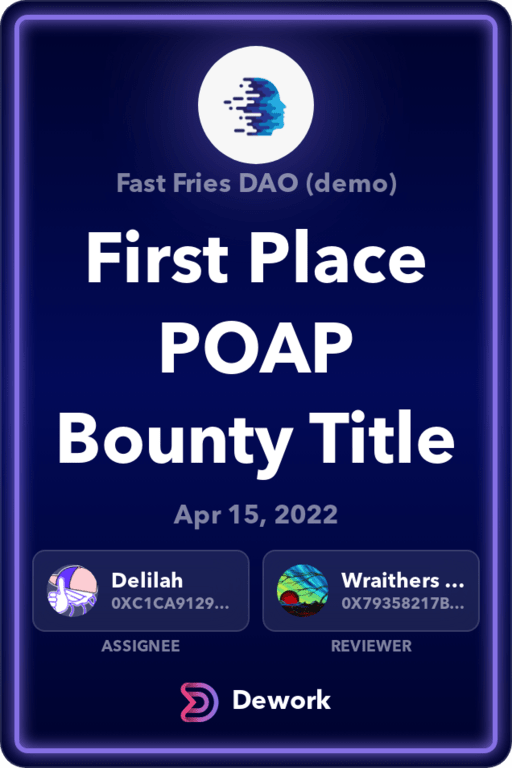 Fast Fries DAO (demo)
First Place
POAP
Bounty Title
Apr 15, 2022
Delilah
0XC1CA9129...
ASSIGNEE
Wraithers ...
0X79358217B...
REVIEWER
Dework